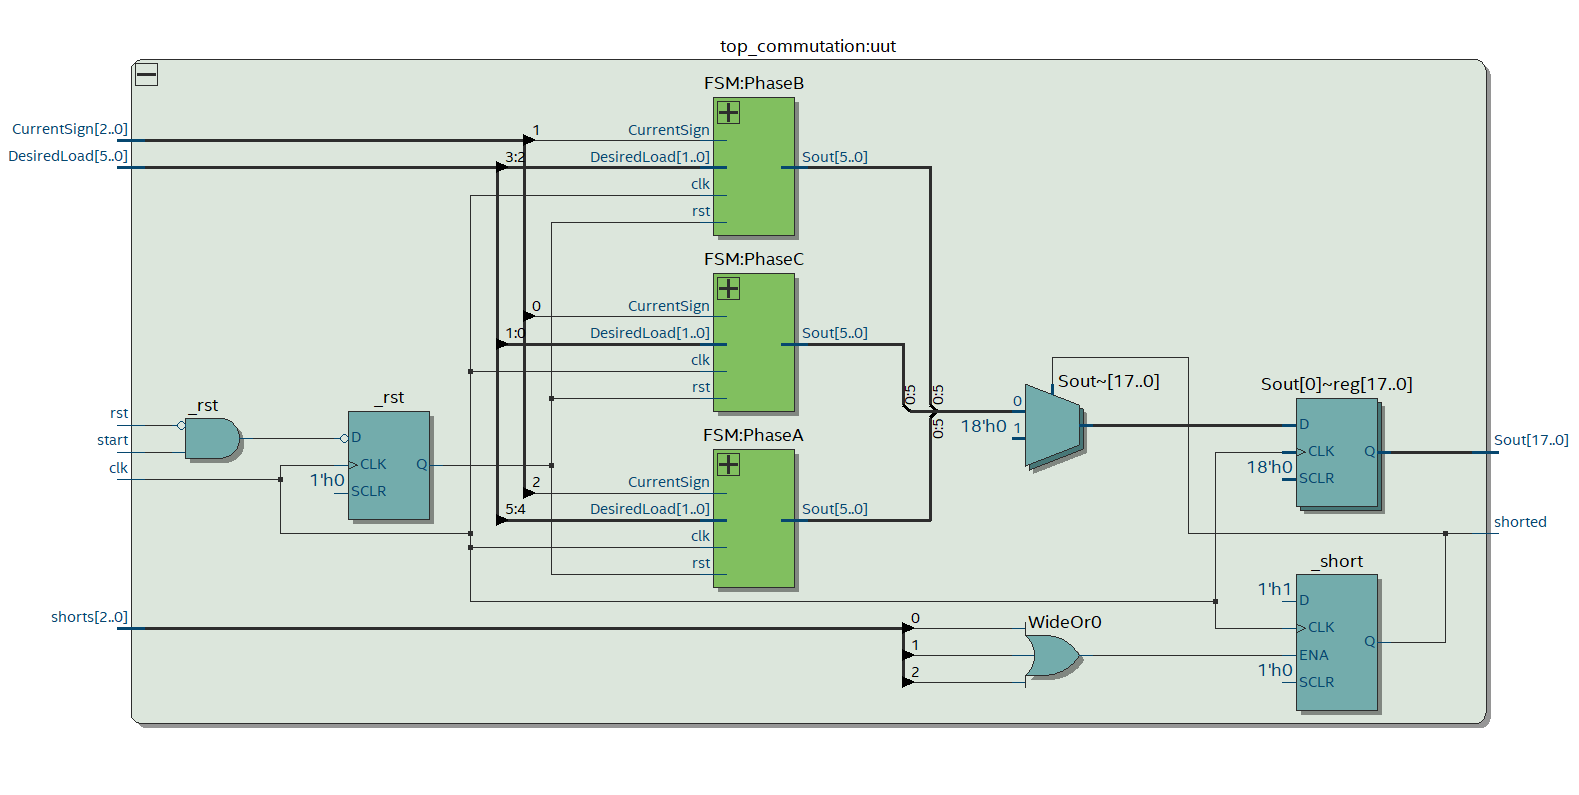 top_commutation:uut
FSM:PhaseB
CurrentSign[2..0]
1
CurrentSign
DesiredLoad[5..0]
3:2
DesiredLoad[1..0]
Sout[5..0]
clk
rst
FSM:PhaseC
0
CurrentSign
1:0
DesiredLoad[1..0]
Sout[5..0]
clk
rst
0:5
0:5
0:5
Sout~[17..0]
0
18'h0
1
Sout[0]~reg[17..0]
D
CLK
Q
18'h0
SCLR
Sout[17..0]
rst
_rst
start
clk
_rst
D
CLK
Q
1'h0
SCLR
FSM:PhaseA
2
CurrentSign
5:4
DesiredLoad[1..0]
Sout[5..0]
clk
rst
shorted
_short
1'h1
D
CLK
Q
ENA
1'h0
SCLR
shorts[2..0]
0
1
2
WideOr0